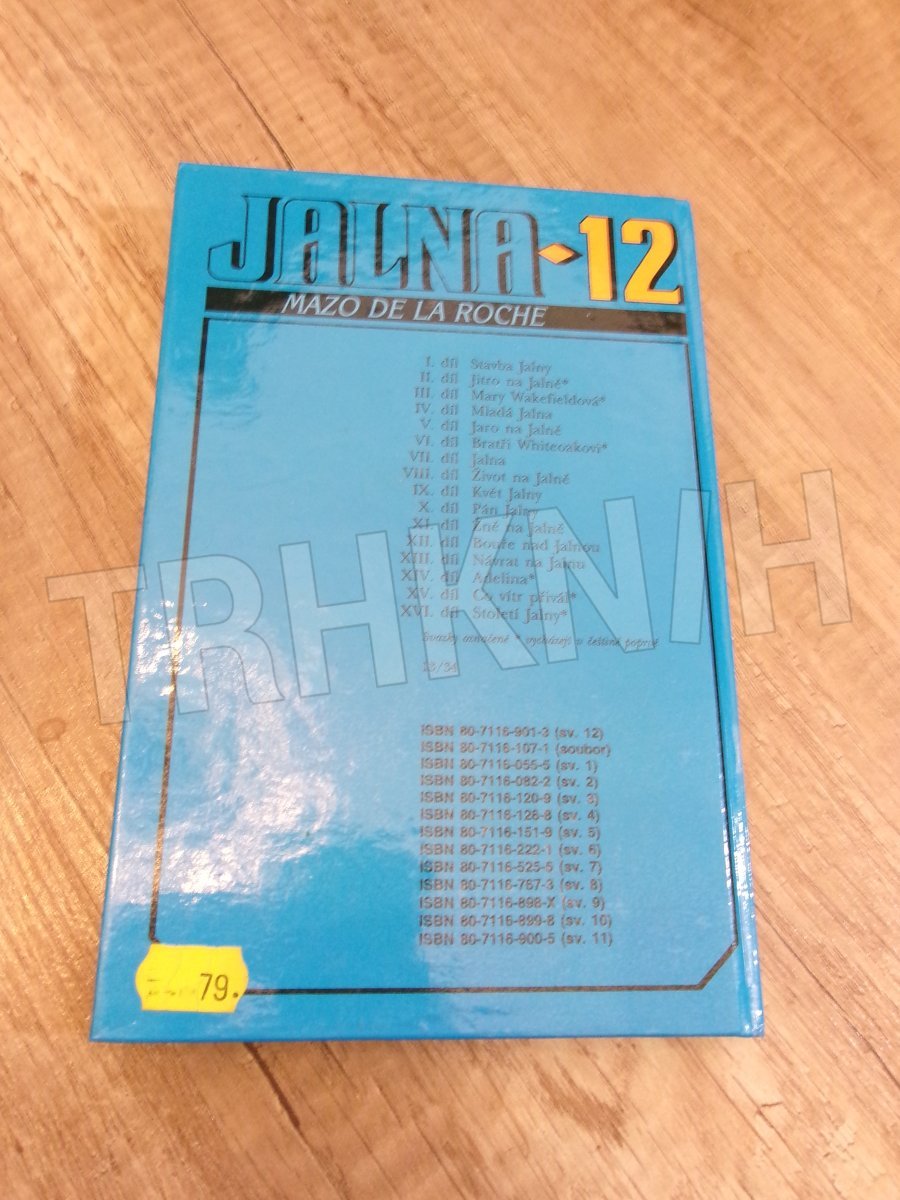 JALNA·12
MAZO DE LA ROCHE
I. díl Stavba Jalny
II. díl Jitro na Jalně*
III. díl Mary Wakefieldová*
IV. díl Mladá Jalna
V. díl Jaro na Jalně
VI. díl Bratři Whiteoakovi*
VII. díl Jalna
VIII. díl Život na Jalně
IX. díl Květ Jalny
X. díl Pán Jalny
XI. díl Žně na Jalně
XII. díl Bouře nad Jalnou
XIII. díl Návrat na Jalnu
XIV. díl Adelina*
XV. díl Co vítr přivál*
XVI. díl Století Jalny*
Svazky označené * vycházejí v češtině poprvé
13/34
ISBN 80-7116-901-3 (sv. 12)
ISBN 80-7116-107-1 (soubor)
ISBN 80-7116-055-5 (sv. 1)
ISBN 80-7116-082-2 (sv. 2)
ISBN 80-7116-120-9 (sv. 3)
ISBN 80-7116-126-8 (sv. 4)
ISBN 80-7116-151-9 (sv. 5)
ISBN 80-7116-222-1 (sv. 6)
ISBN 80-7116-525-5 (sv. 7)
ISBN 80-7116-757-3 (sv. 8)
ISBN 80-7116-898-X (sv. 9)
ISBN 80-7116-899-8 (sv. 10)
ISBN 80-7116-900-5 (sv. 11)
79.
TRHKNIH